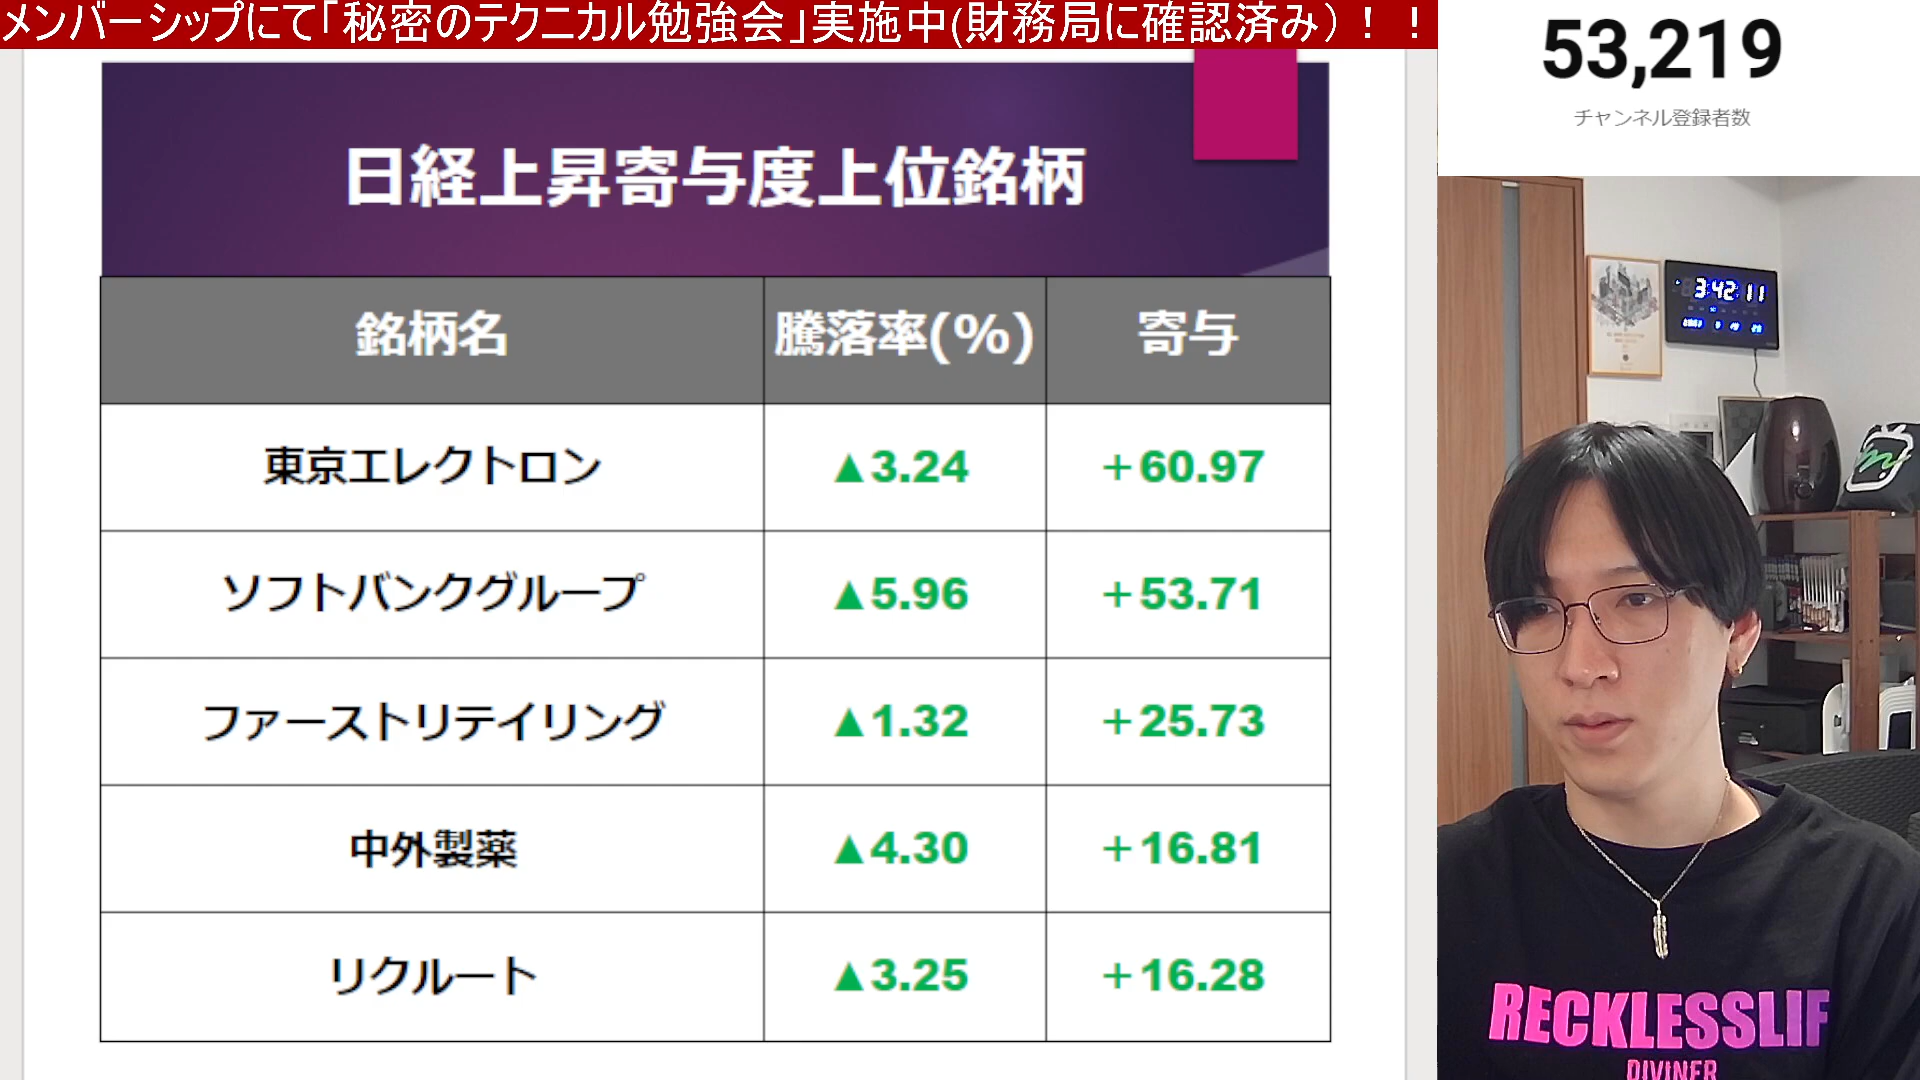 メンバーシップにて「秘密のテクニカル勉強会」実施中(財務局に確認済み）！！
53,219
チャンネル登録者数
日経上昇寄与度上位銘柄
銘柄名 騰落率(%) 寄与
東京エレクトロン ▲3.24 +60.97
ソフトバンクグループ ▲5.96 +53.71
ファーストリテイリング ▲1.32 +25.73
中外製薬 ▲4.30 +16.81
リクルート ▲3.25 +16.28
3:42 11
RECKLESSLIF
DIVINER